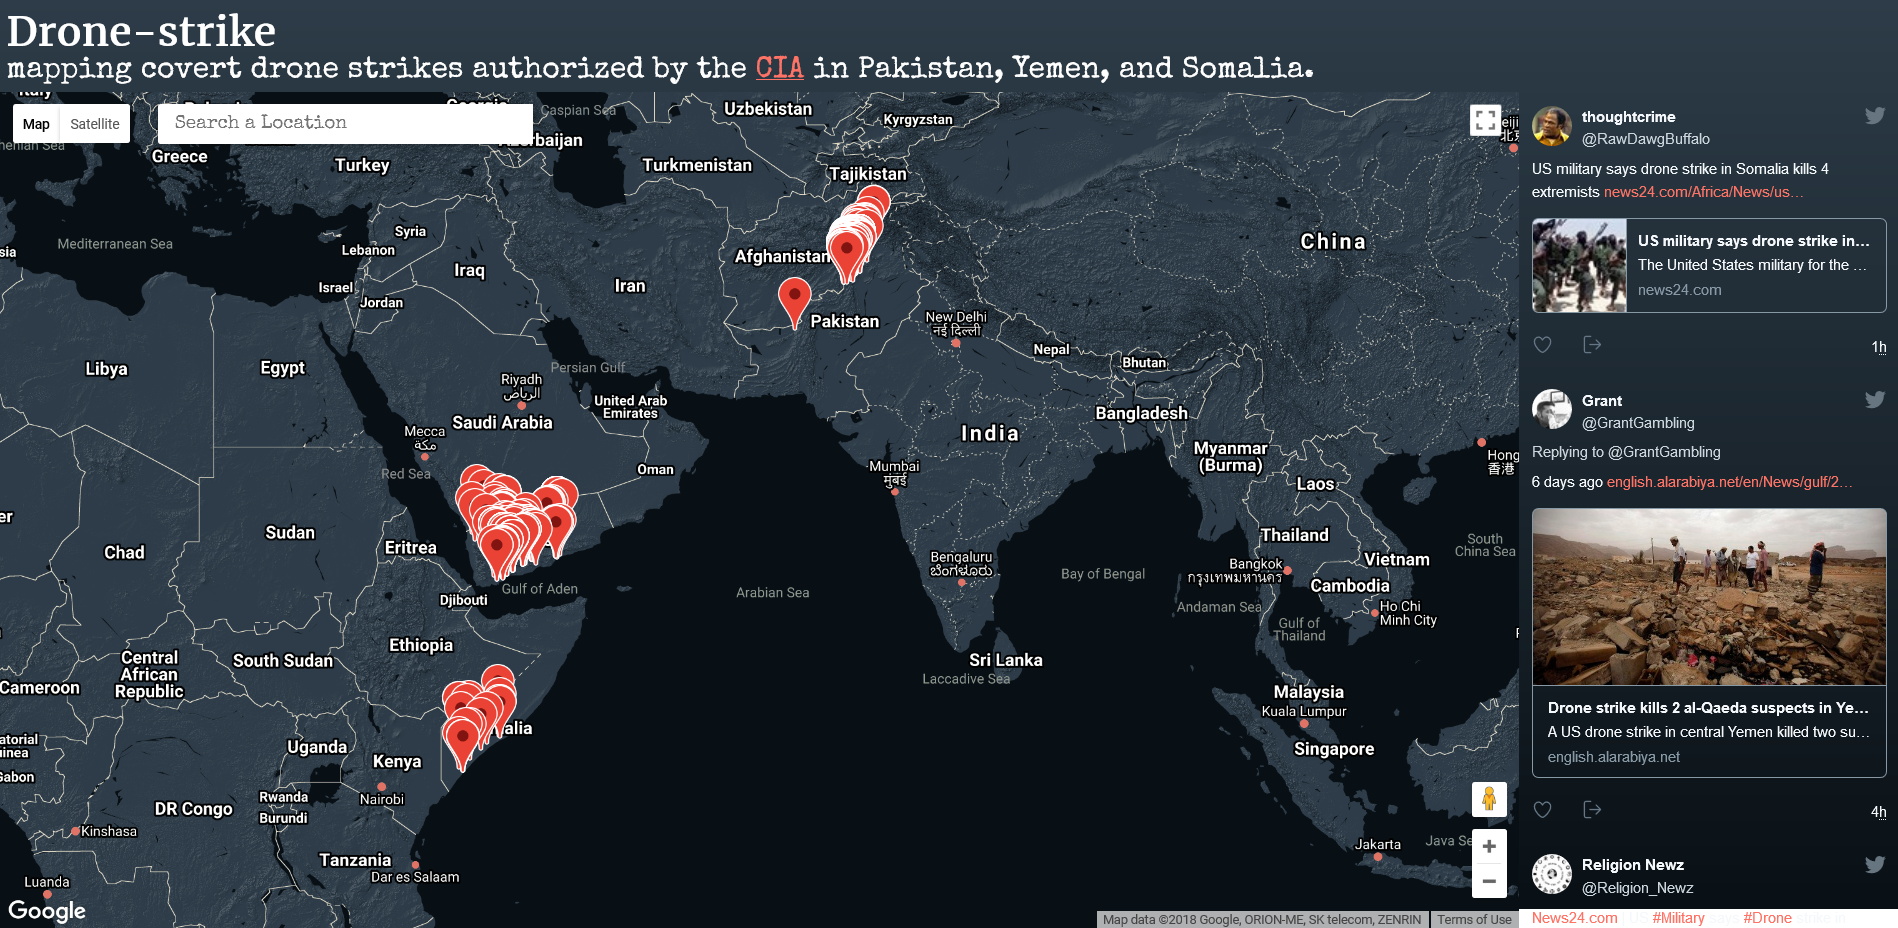 Drone-strike
mapping covert drone strikes authorized by the CIA in Pakistan, Yemen, and Somalia.
Map
Satellite
Search a Location
Caspian Sea
Uzbekistan
Kyrgyzstan
Greece
Turkey
Turkmenistan
Tajikistan
Mediterranean Sea
Syria
Lebanon
Iraq
Afghanistan
China
Israel
Jordan
Iran
Pakistan
New Delhi
नई दिल्ली
Nepal
Bhutan
Libya
Egypt
Persian Gulf
Riyadh
الرياض
United Arab
Emirates
Saudi Arabia
Bangladesh
Mecca
مكة
India
Red Sea
Oman
Mumbai
मुंबई
Myanmar
(Burma)
Hong
香港
Laos
Chad
Sudan
Eritrea
Thailand
South
China Sea
Vietnam
Bengaluru
ಬೆಂಗಳೂರು
Bangkok
กรุงเทพมหานคร
Cambodia
Gulf of Aden
Djibouti
Arabian Sea
Bay of Bengal
Andaman Sea
Ho Chi
Minh City
Gulf of
Thailand
Ethiopia
Central
African
Republic
South Sudan
Sri Lanka
Laccadive Sea
Cameroon
Malaysia
Kuala Lumpur
alia
Uganda
Kenya
Singapore
Gabon
DR Congo
Rwanda
Burundi
Nairobi
Kinshasa
Tanzania
Dar es Salaam
Jakarta
Java Se
Luanda
Google
Map data ©2018 Google, ORION-ME, SK telecom, ZENRIN
Terms of Use
thoughtcrime
@RawDawgBuffalo
US military says drone strike in Somalia kills 4
extremists news24.com/Africa/News/us…
US military says drone strike in…
The United States military for the …
news24.com
1h
Grant
@GrantGambling
Replying to @GrantGambling
6 days ago english.alarabiya.net/en/News/gulf/2…
Drone strike kills 2 al-Qaeda suspects in Ye…
A US drone strike in central Yemen killed two su…
english.alarabiya.net
4h
Religion Newz
@Religion_Newz
News24.com US #Military says #Drone strike in